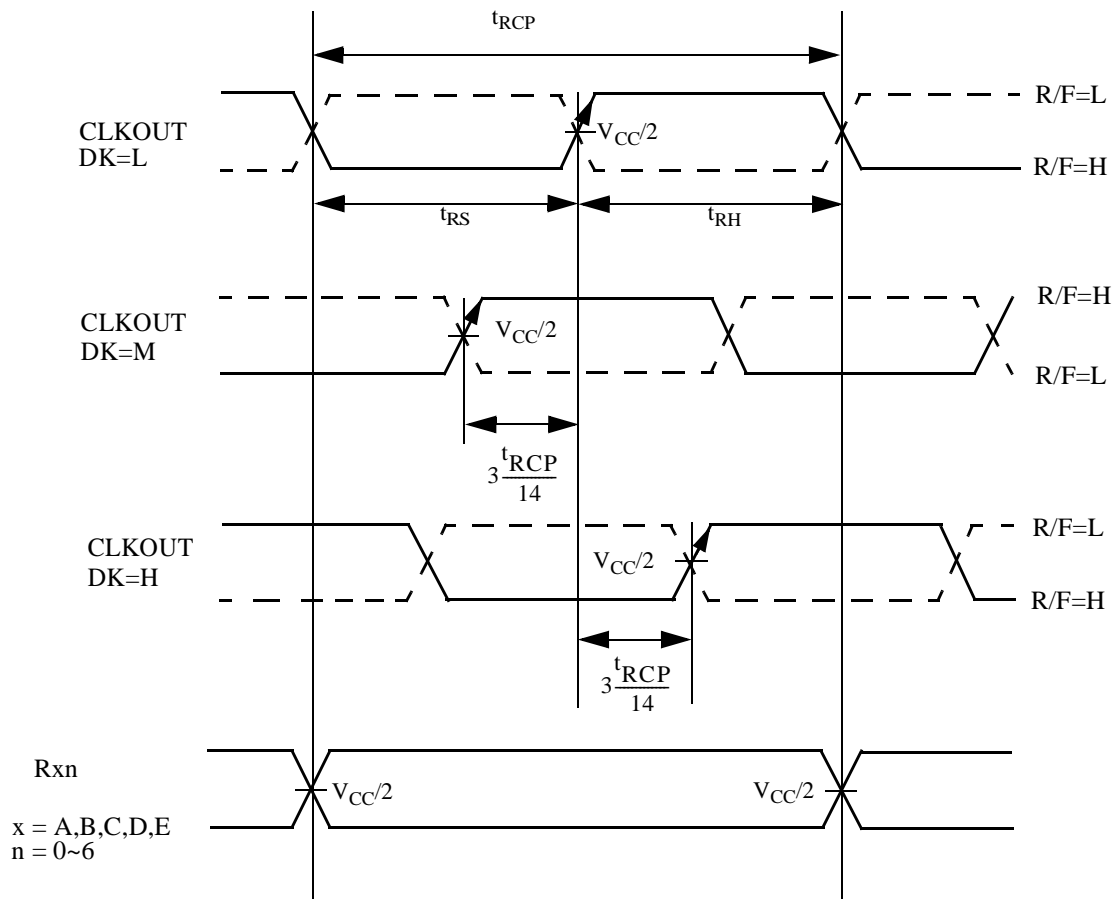 tRCP
R/F=L
CLKOUT
DK=L
VCC/2
R/F=H
tRS
tRH
R/F=H
CLKOUT
DK=M
VCC/2
R/F=L
3 tRCP/14
CLKOUT
DK=H
R/F=L
VCC/2
R/F=H
3 tRCP/14
Rxn
VCC/2
VCC/2
x = A,B,C,D,E
n = 0~6